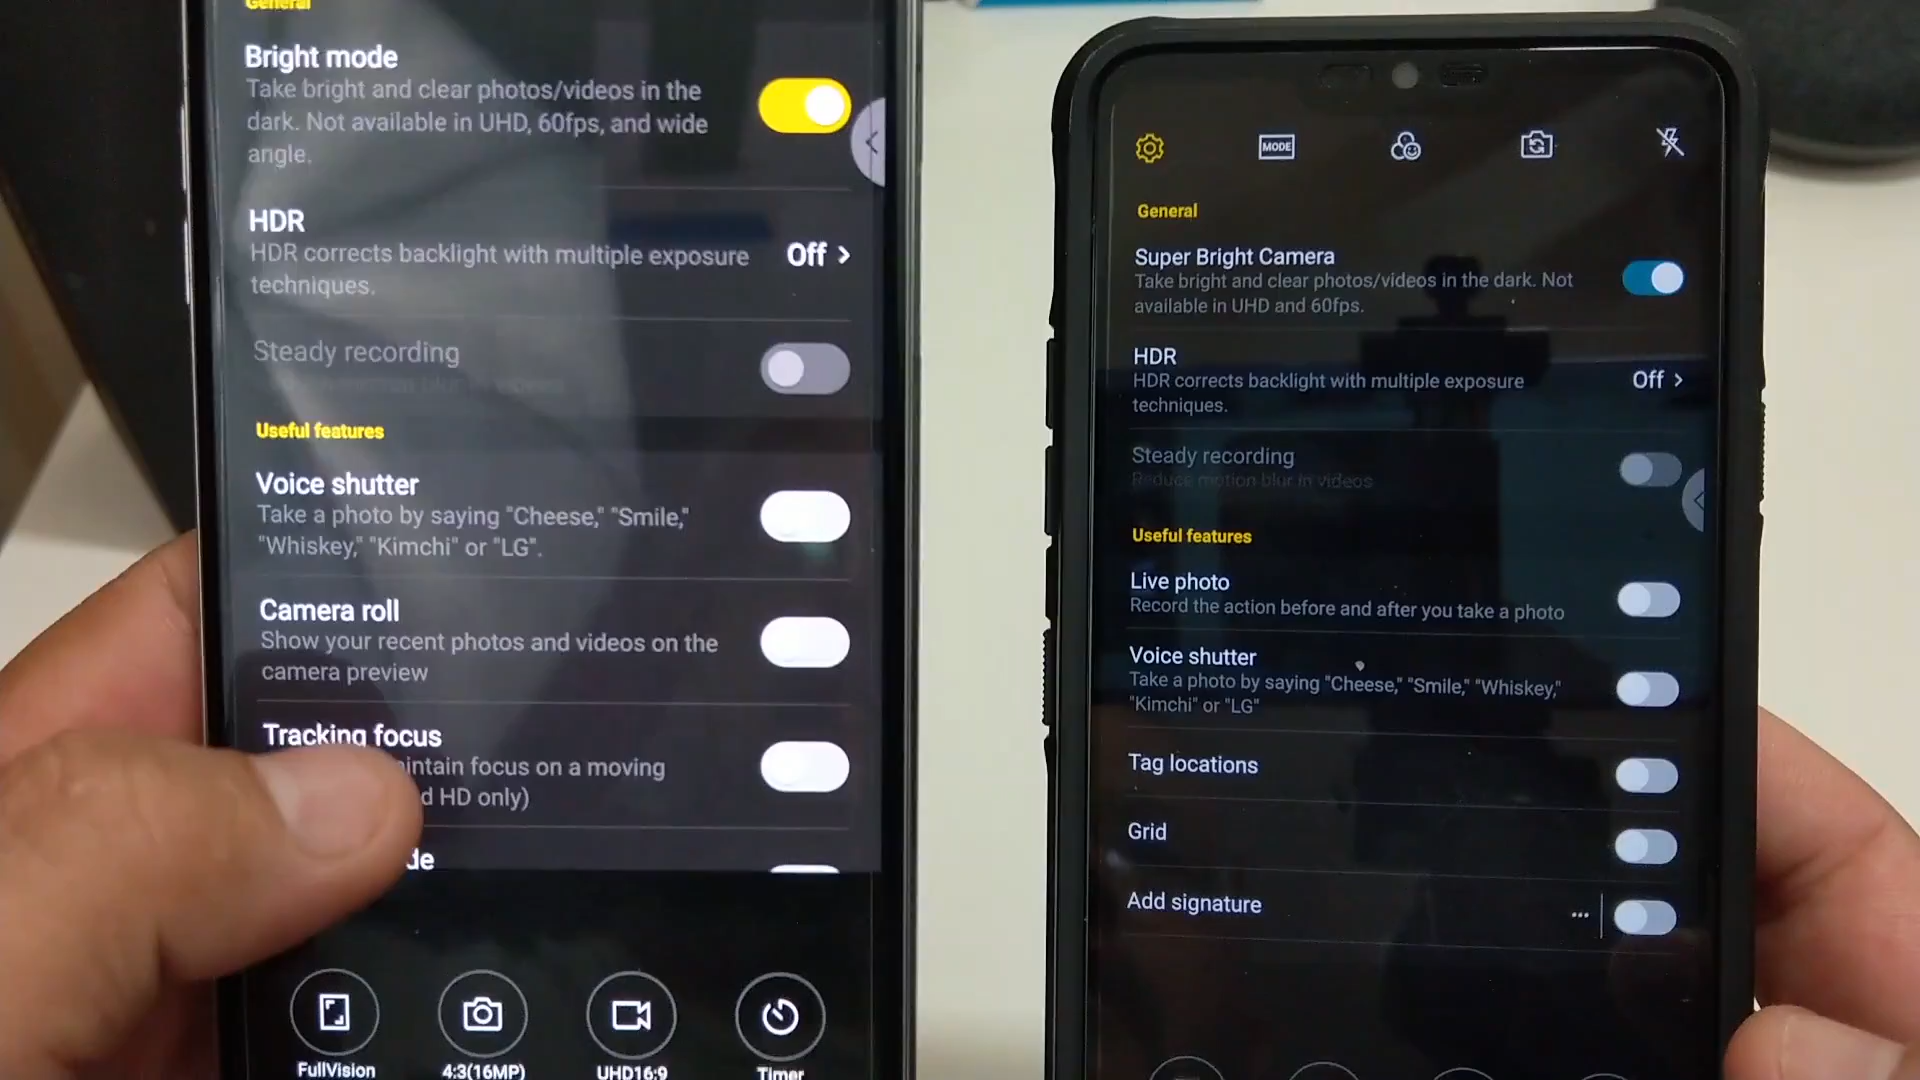 General
Bright mode
Take bright and clear photos/videos in the
dark. Not available in UHD, 60fps, and wide
angle.
HDR
HDR corrects backlight with multiple exposure
techniques.
Off >
Steady recording
Useful features
Voice shutter
Take a photo by saying "Cheese," "Smile,"
"Whiskey," "Kimchi" or "LG".
Camera roll
Show your recent photos and videos on the
camera preview
Tracking focus
focus on a moving
HD only)
FullVision
4:3(16MP)
UHD16:9
Timer
MODE
General
Super Bright Camera
Take bright and clear photos/videos in the dark. Not
available in UHD and 60fps.
HDR
HDR corrects backlight with multiple exposure
techniques.
Off >
Steady recording
Reduce motion blur in videos
Useful features
Live photo
Record the action before and after you take a photo
Voice shutter
Take a photo by saying "Cheese," "Smile," "Whiskey,"
"Kimchi" or "LG"
Tag locations
Grid
Add signature
...